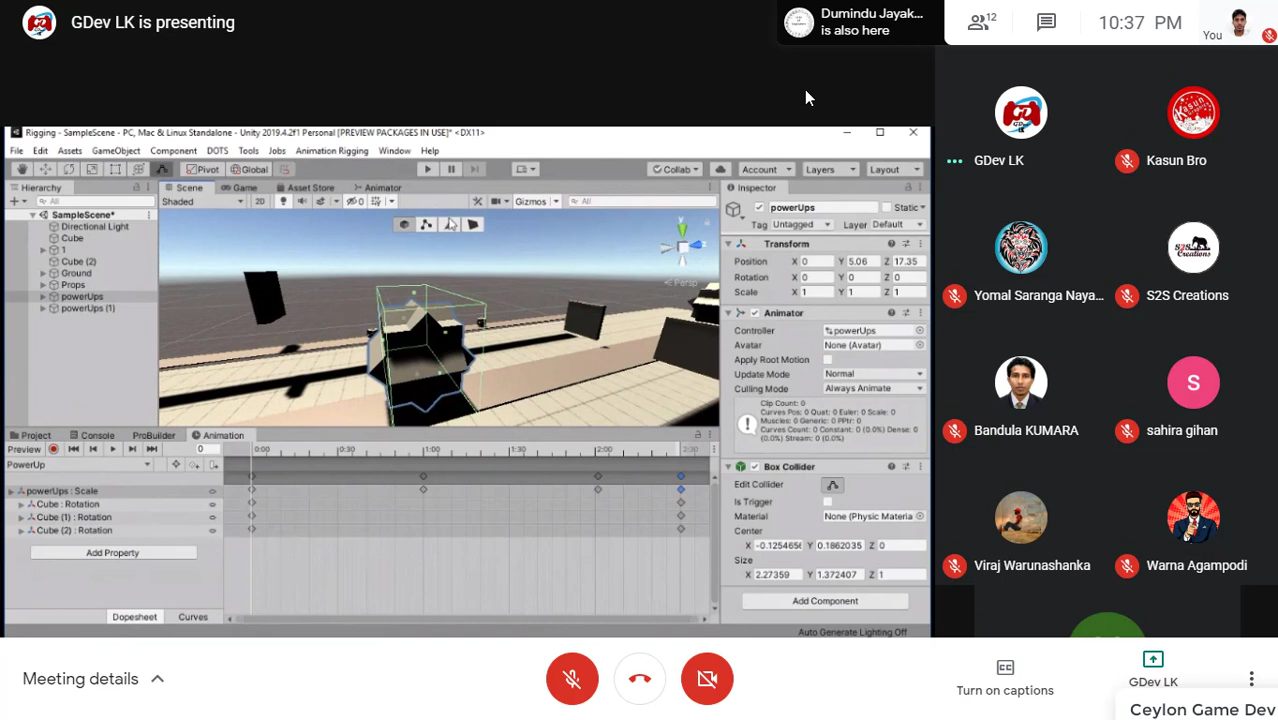 GDev LK is presenting
Dumindu Jayak...
is also here
12
10:37 PM
You
Rigging - SampleScene - PC, Mac & Linux Standalone - Unity 2019.4.2f1 Personal [PREVIEW PACKAGES IN USE]* <DX11>
File Edit Assets GameObject Component DOTS Tools Jobs Animation Rigging Window Help
Pivot Global Collab Account Layers Layout
Hierarchy
All
SampleScene*
Directional Light
Cube
1
Cube (2)
Ground
Props
powerUps
powerUps (1)
Scene Game Asset Store Animator
Shaded 2D 0 Gizmos All
y
z
Persp
Inspector
powerUps Static
Tag Untagged Layer Default
Transform
Position X 0 Y 5.06 Z 17.35
Rotation X 0 Y 0 Z 0
Scale X 1 Y 1 Z 1
Animator
Controller powerUps
Avatar None (Avatar)
Apply Root Motion
Update Mode Normal
Culling Mode Always Animate
Clip Count: 0
Curves Pos: 0 Quat: 0 Euler: 0 Scale: 0
Muscles: 0 Generic: 0 PPtr: 0
Curves Count: 0 Constant: 0 (0.0%) Dense: 0
(0.0%) Stream: 0 (0.0%)
Box Collider
Edit Collider
Is Trigger
Material None (Physic Materia
Center
X -0.125465 Y 0.1862035 Z 0
Size
X 2.27359 Y 1.372407 Z 1
Add Component
Auto Generate Lighting Off
Project Console ProBuilder Animation
Preview 0
0:00 0:30 1:00 1:30 2:00 2:30
PowerUp
powerUps : Scale
Cube : Rotation
Cube (1) : Rotation
Cube (2) : Rotation
Add Property
Dopesheet Curves
GDev LK
Kasun Bro
Yomal Saranga Naya...
S2S Creations
Bandula KUMARA
S
sahira gihan
Viraj Warunashanka
Warna Agampodi
Meeting details
CC
Turn on captions
GDev LK
Ceylon Game Dev